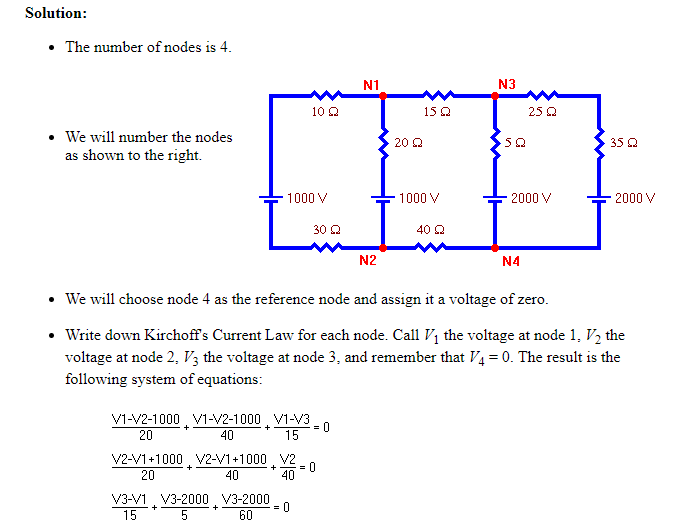 Solution:
• The number of nodes is 4.
N1 N3
10 Ω 15 Ω 25 Ω
• We will number the nodes
as shown to the right.
20 Ω 5 Ω 35 Ω
1000 V 1000 V 2000 V 2000 V
30 Ω 40 Ω
N2 N4
• We will choose node 4 as the reference node and assign it a voltage of zero.
• Write down Kirchoff's Current Law for each node. Call V₁ the voltage at node 1, V₂ the
voltage at node 2, V₃ the voltage at node 3, and remember that V₄ = 0. The result is the
following system of equations:
V1-V2-1000/20 + V1-V2-1000/40 + V1-V3/15 = 0
V2-V1+1000/20 + V2-V1+1000/40 + V2/40 = 0
V3-V1/15 + V3-2000/5 + V3-2000/60 = 0